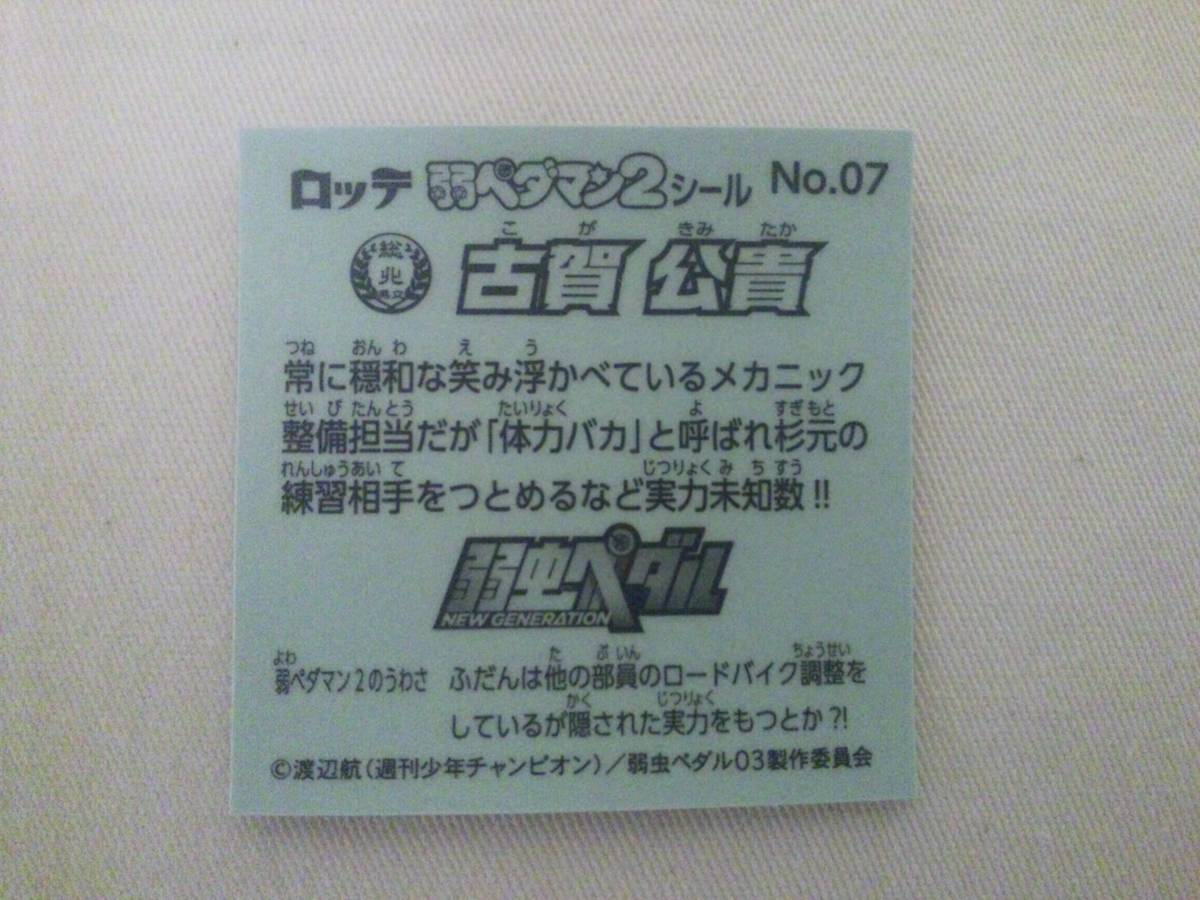 ロッテ 弱ペダマン2シール No.07
こ が きみ たか
総北 県立 古賀 公貴
つね おん わ え う
常に穏和な笑み浮かべているメカニック
せい び たんとう たいりょく よ すぎもと
整備担当だが「体力バカ」と呼ばれ杉元の
れんしゅうあい て じつりょく み ち すう
練習相手をつとめるなど実力未知数!!
弱虫ペダル
NEW GENERATION
よわ た ぶ いん ちょうせい
弱ペダマン2のうわさ ふだんは他の部員のロードバイク調整を
かく じつりょく
しているが隠された実力をもつとか?!
©渡辺航(週刊少年チャンピオン)/弱虫ペダル03製作委員会